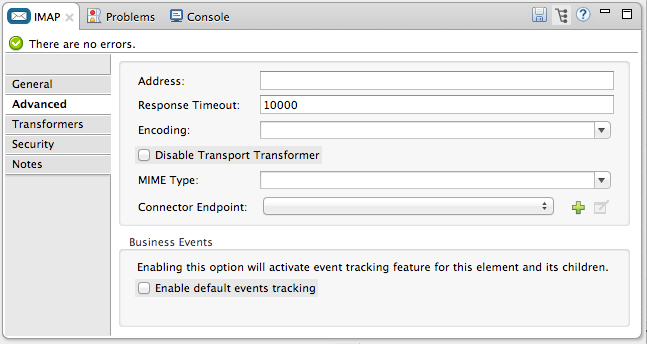 IMAP Problems Console
There are no errors.
General
Advanced
Transformers
Security
Notes
Address:
Response Timeout: 10000
Encoding:
Disable Transport Transformer
MIME Type:
Connector Endpoint:
Business Events
Enabling this option will activate event tracking feature for this element and its children.
Enable default events tracking